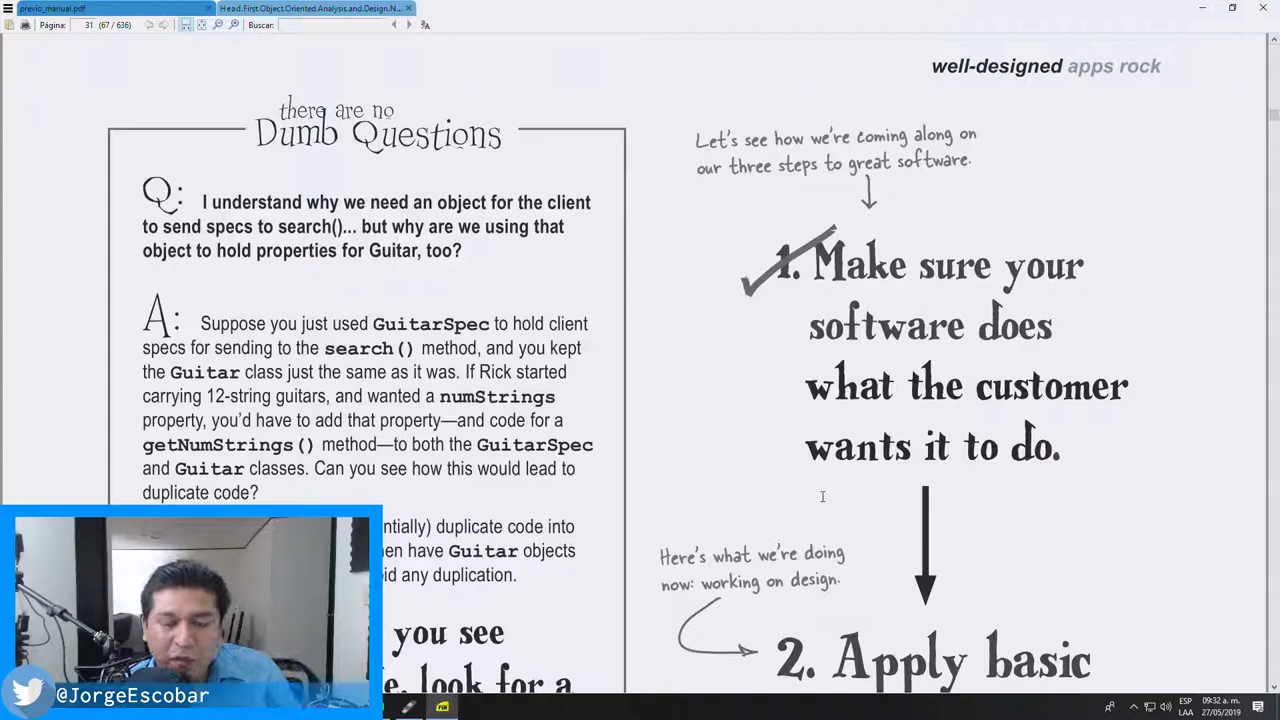 previo_manual.pdf
Head.First.Object.Oriented.Analysis.and.Design.N...
Página: 31 (67 / 636)
Buscar:
well-designed apps rock
there are no
Dumb Questions
Q: I understand why we need an object for the client
to send specs to search()... but why are we using that
object to hold properties for Guitar, too?
A: Suppose you just used GuitarSpec to hold client
specs for sending to the search() method, and you kept
the Guitar class just the same as it was. If Rick started
carrying 12-string guitars, and wanted a numStrings
property, you'd have to add that property—and code for a
getNumStrings() method—to both the GuitarSpec
and Guitar classes. Can you see how this would lead to
duplicate code?
ntially) duplicate code into
en have Guitar objects
id any duplication.
you see
e, look for a
Let's see how we're coming along on
our three steps to great software.
1. Make sure your
software does
what the customer
wants it to do.
Here's what we're doing
now: working on design.
2. Apply basic
@JorgeEscobar
ESP
LAA
09:32 a. m.
27/05/2019